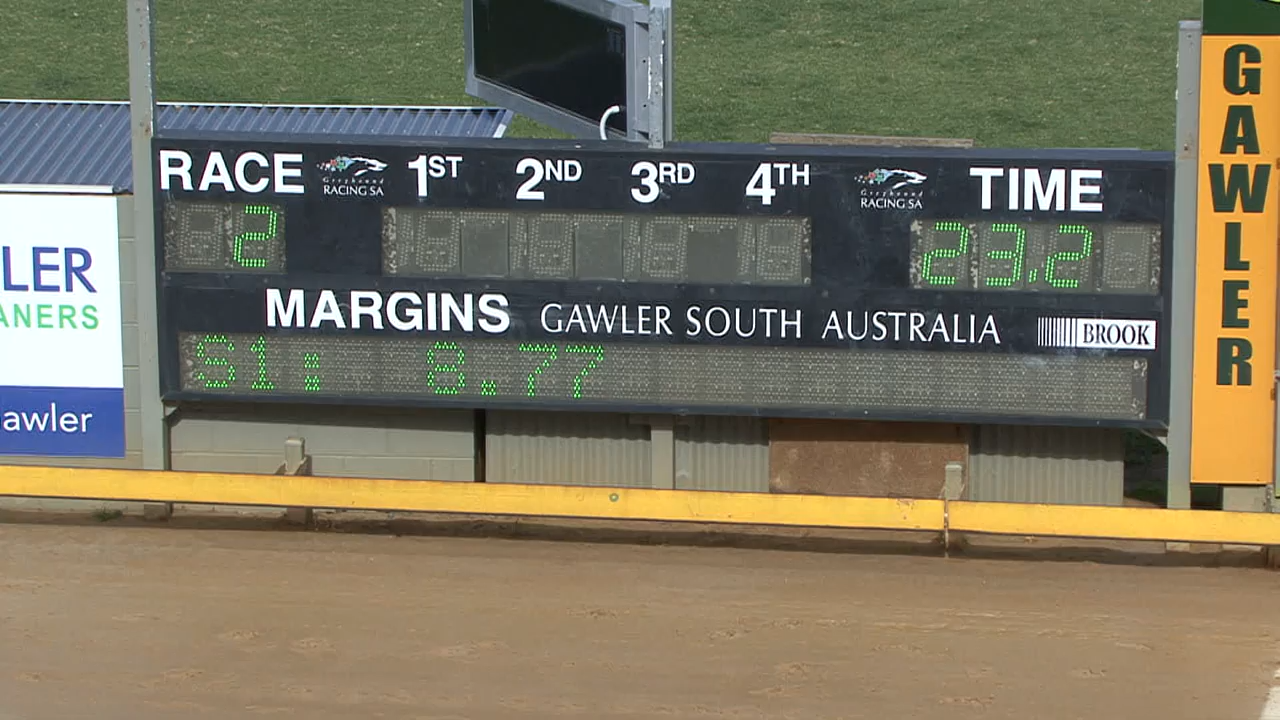 RACE
Greyhound
RACING SA
1ST 2ND 3RD 4TH
Greyhound
RACING SA
TIME
2
23.2
MARGINS GAWLER SOUTH AUSTRALIA BROOK
S1: 8.77
LER
ANERS
awler
GAWLER